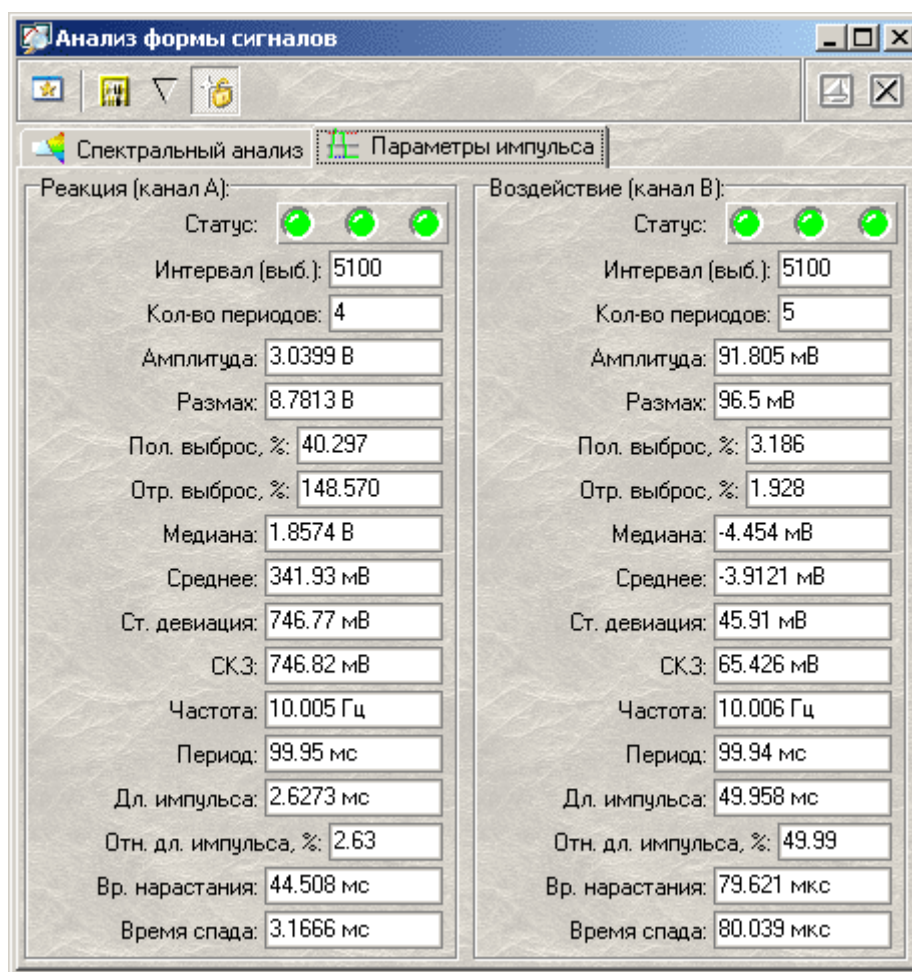 Анализ формы сигналов
Спектральный анализ
Параметры импульса
Реакция (канал A):
Статус:
Интервал (выб.): 5100
Кол-во периодов: 4
Амплитуда: 3.0399 В
Размах: 8.7813 В
Пол. выброс, %: 40.297
Отр. выброс, %: 148.570
Медиана: 1.8574 В
Среднее: 341.93 мВ
Ст. девиация: 746.77 мВ
СКЗ: 746.82 мВ
Частота: 10.005 Гц
Период: 99.95 мс
Дл. импульса: 2.6273 мс
Отн. дл. импульса, %: 2.63
Вр. нарастания: 44.508 мс
Время спада: 3.1666 мс
Воздействие (канал B):
Статус:
Интервал (выб.): 5100
Кол-во периодов: 5
Амплитуда: 91.805 мВ
Размах: 96.5 мВ
Пол. выброс, %: 3.186
Отр. выброс, %: 1.928
Медиана: -4.454 мВ
Среднее: -3.9121 мВ
Ст. девиация: 45.91 мВ
СКЗ: 65.426 мВ
Частота: 10.006 Гц
Период: 99.94 мс
Дл. импульса: 49.958 мс
Отн. дл. импульса, %: 49.99
Вр. нарастания: 79.621 мкс
Время спада: 80.039 мкс